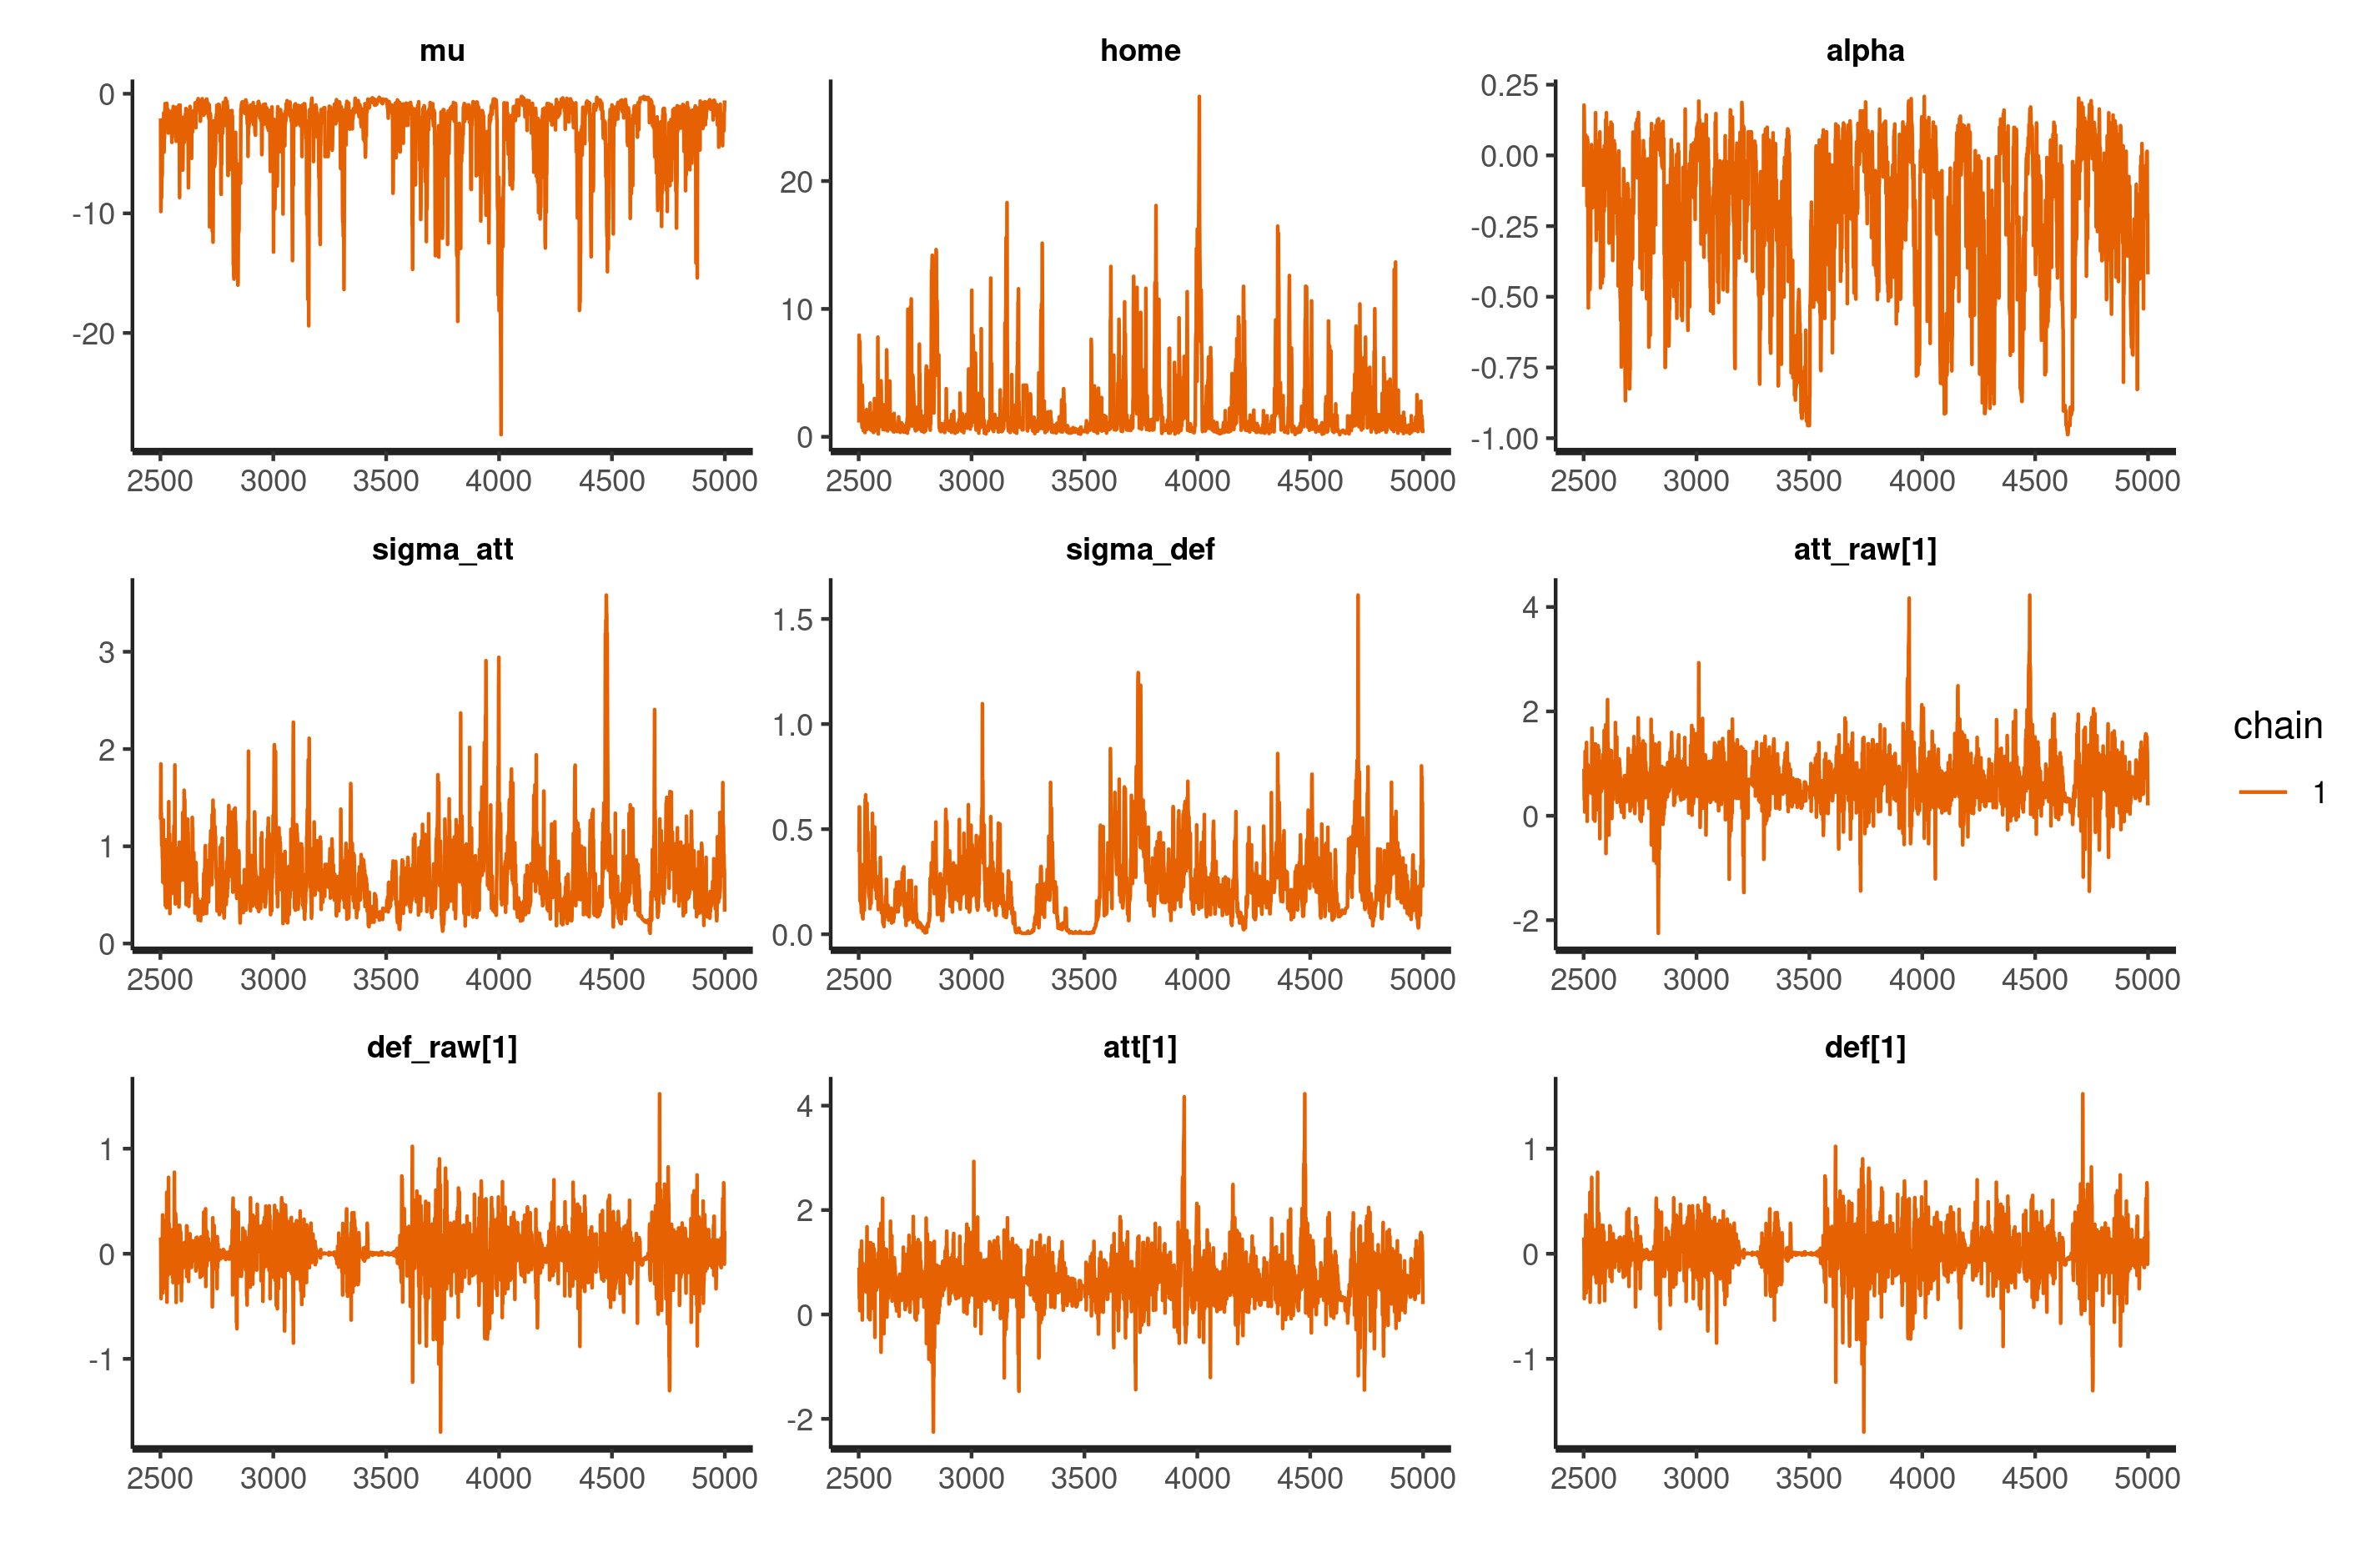 mu home alpha
0 -10 -20
20 10 0
0.25 0.00 -0.25 -0.50 -0.75 -1.00
2500 3000 3500 4000 4500 5000 2500 3000 3500 4000 4500 5000 2500 3000 3500 4000 4500 5000
sigma_att sigma_def att_raw[1]
3 2 1 0
1.5 1.0 0.5 0.0
4 2 0 -2
chain
1
2500 3000 3500 4000 4500 5000 2500 3000 3500 4000 4500 5000 2500 3000 3500 4000 4500 5000
def_raw[1] att[1] def[1]
1 0 -1
4 2 0 -2
1 0 -1
2500 3000 3500 4000 4500 5000 2500 3000 3500 4000 4500 5000 2500 3000 3500 4000 4500 5000